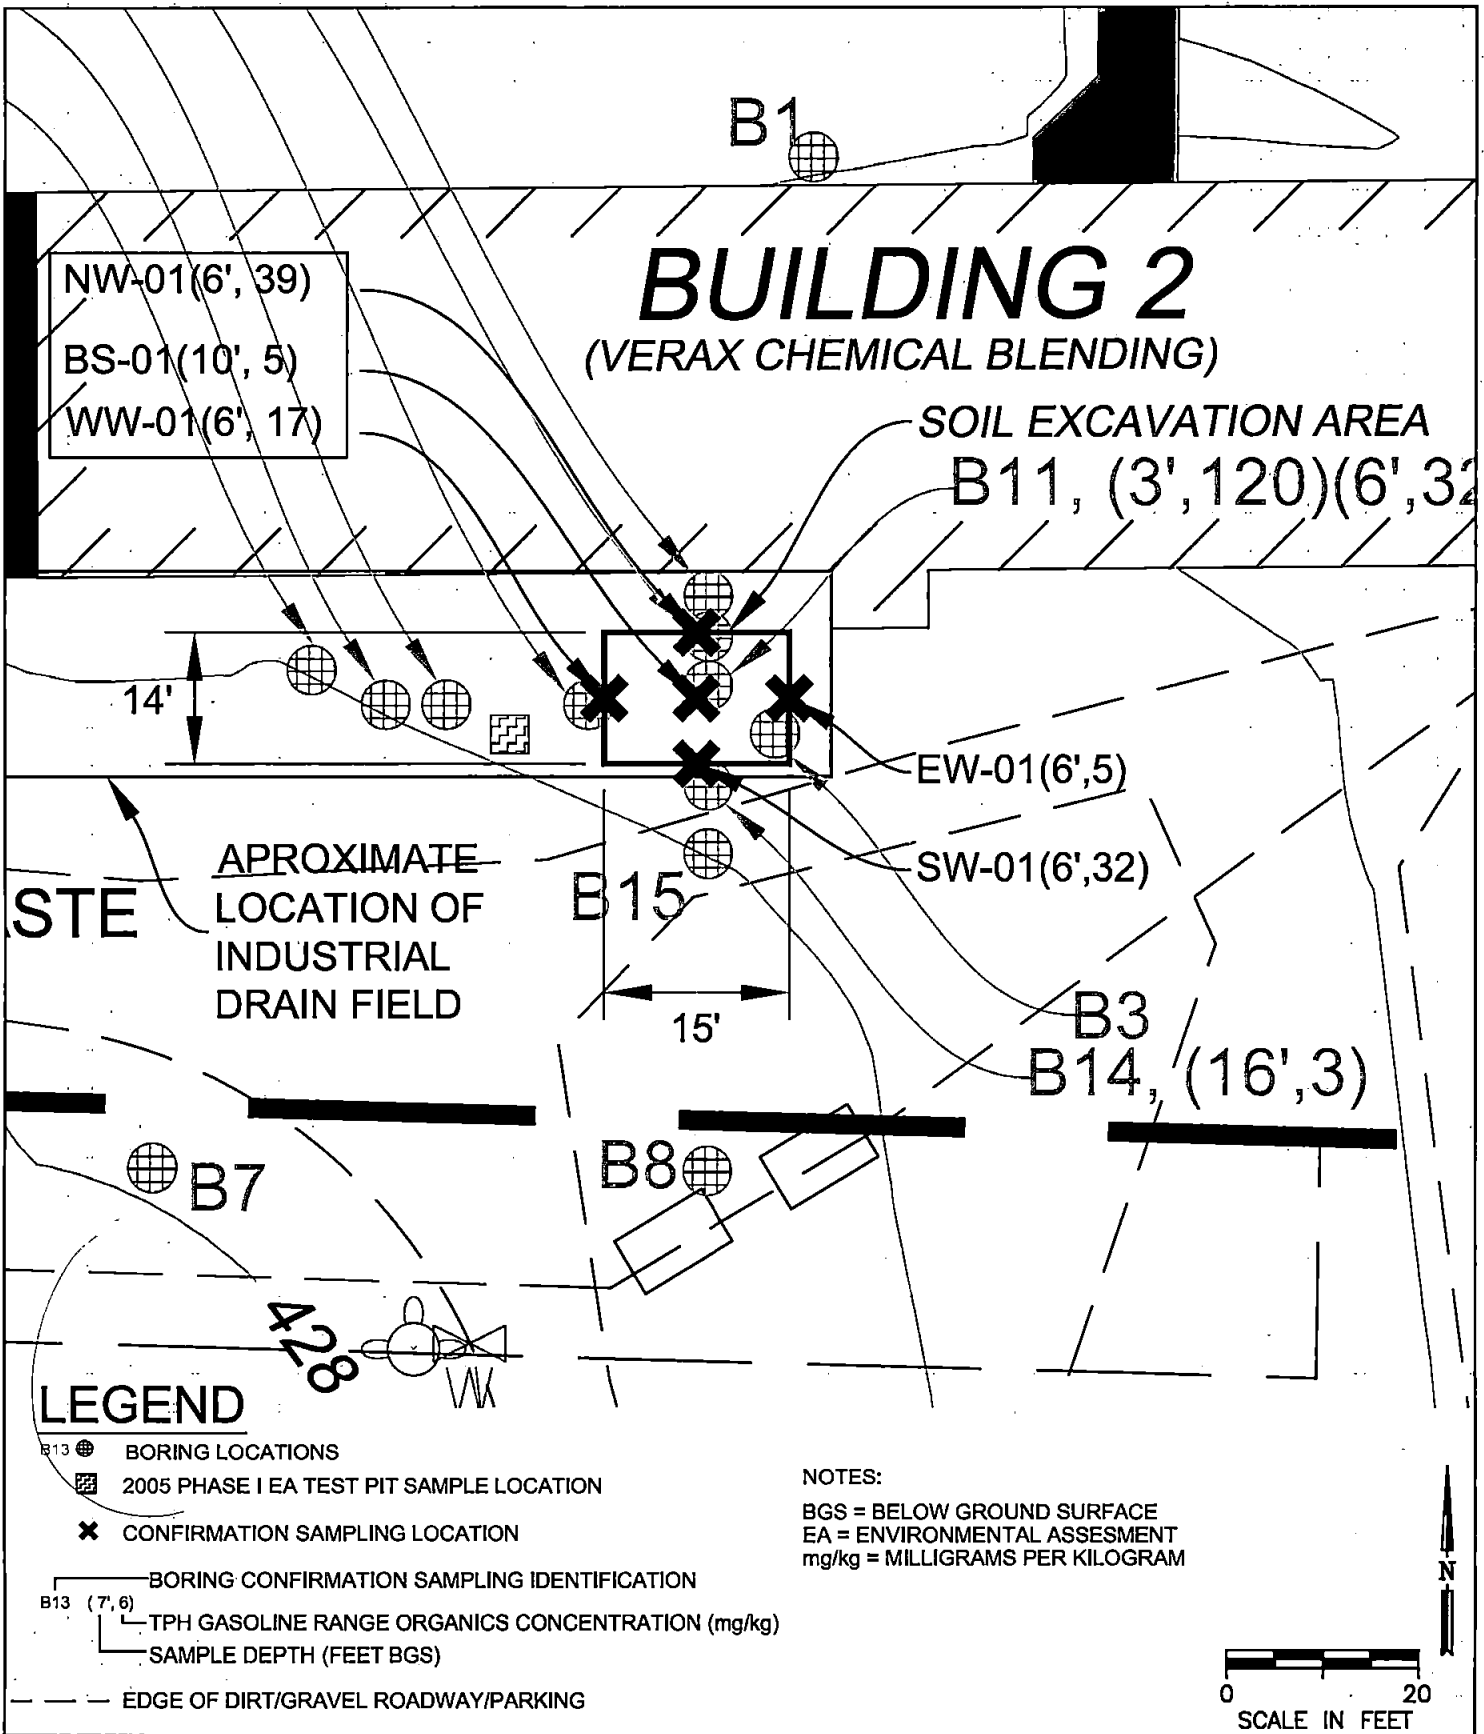 B1
NW-01(6', 39)
BS-01(10', 5)
WW-01(6', 17)
BUILDING 2
(VERAX CHEMICAL BLENDING)
SOIL EXCAVATION AREA
B11, (3',120)(6',32
14'
EW-01(6',5)
SW-01(6',32)
APROXIMATE
LOCATION OF
INDUSTRIAL
DRAIN FIELD
ASTE
B15
15'
B3
B14, (16',3)
B7
B8
428
LEGEND
B13 BORING LOCATIONS
2005 PHASE I EA TEST PIT SAMPLE LOCATION
CONFIRMATION SAMPLING LOCATION
BORING CONFIRMATION SAMPLING IDENTIFICATION
B13 (7', 6)
TPH GASOLINE RANGE ORGANICS CONCENTRATION (mg/kg)
SAMPLE DEPTH (FEET BGS)
EDGE OF DIRT/GRAVEL ROADWAY/PARKING
NOTES:
BGS = BELOW GROUND SURFACE
EA = ENVIRONMENTAL ASSESMENT
mg/kg = MILLIGRAMS PER KILOGRAM
N
0 20
SCALE IN FEET